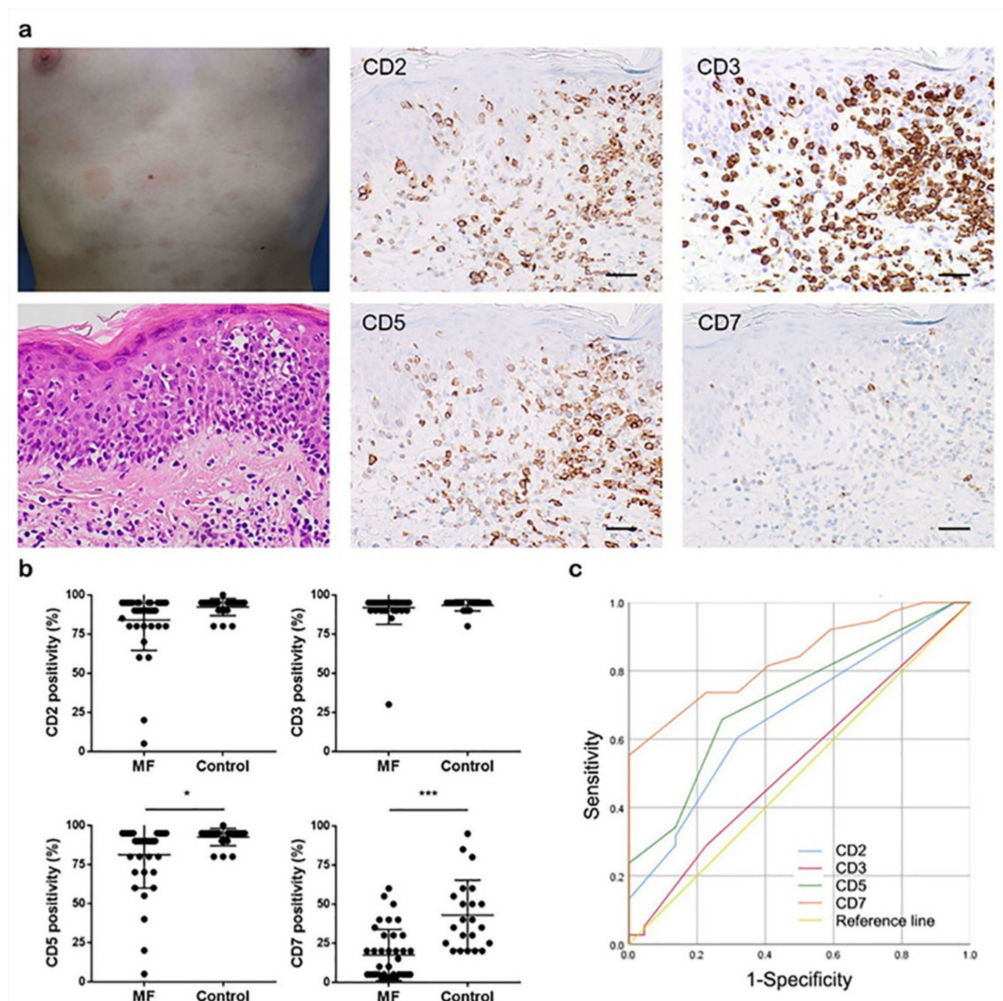 a
CD2
CD3
CD5
CD7
b
c
CD2 positivity (%)
100
75
50
25
0
MF
Control
CD3 positivity (%)
100
75
50
25
0
MF
Control
CD5 positivity (%)
100
75
50
25
0
*
MF
Control
CD7 positivity (%)
100
75
50
25
0
***
MF
Control
Sensitivity
1.0
0.8
0.6
0.4
0.2
0.0
CD2
CD3
CD5
CD7
Reference line
0.0 0.2 0.4 0.6 0.8 1.0
1-Specificity